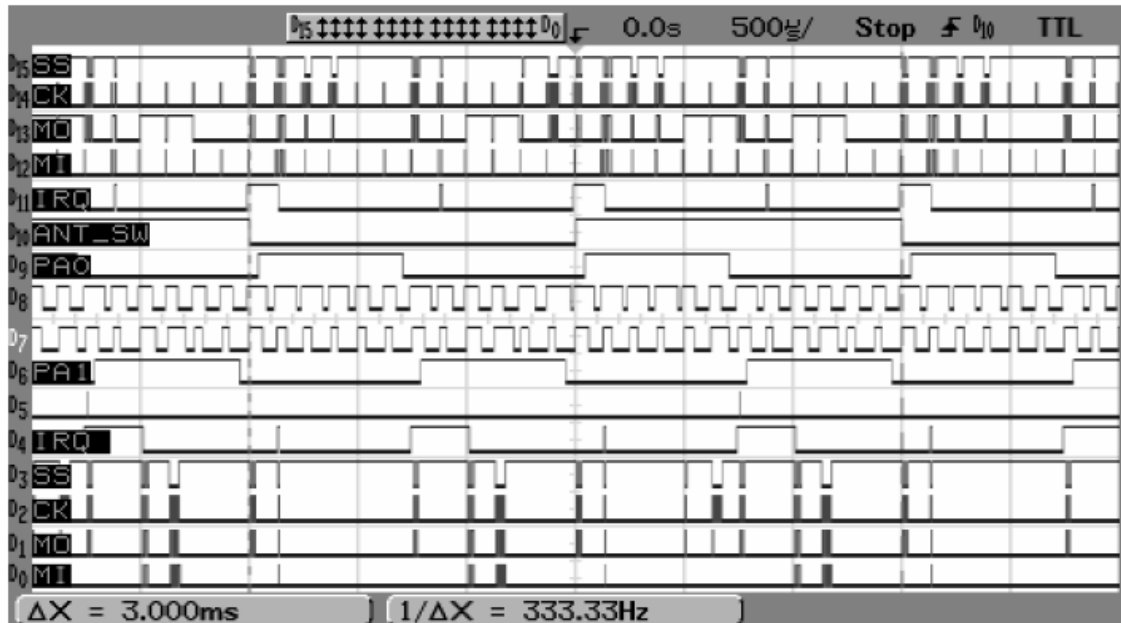 D15 ↕↕↕↕ ↕↕↕↕ ↕↕↕↕ ↕↕↕↕ D0 0.0s 500µs/ Stop D10 TTL
D15 SS
D14 CK
D13 MO
D12 MI
D11 IRQ
D10 ANT_SW
D9 PA0
D8
D7
D6 PA1
D5
D4 IRQ
D3 SS
D2 CK
D1 MO
D0 MI
ΔX = 3.000ms 1/ΔX = 333.33Hz